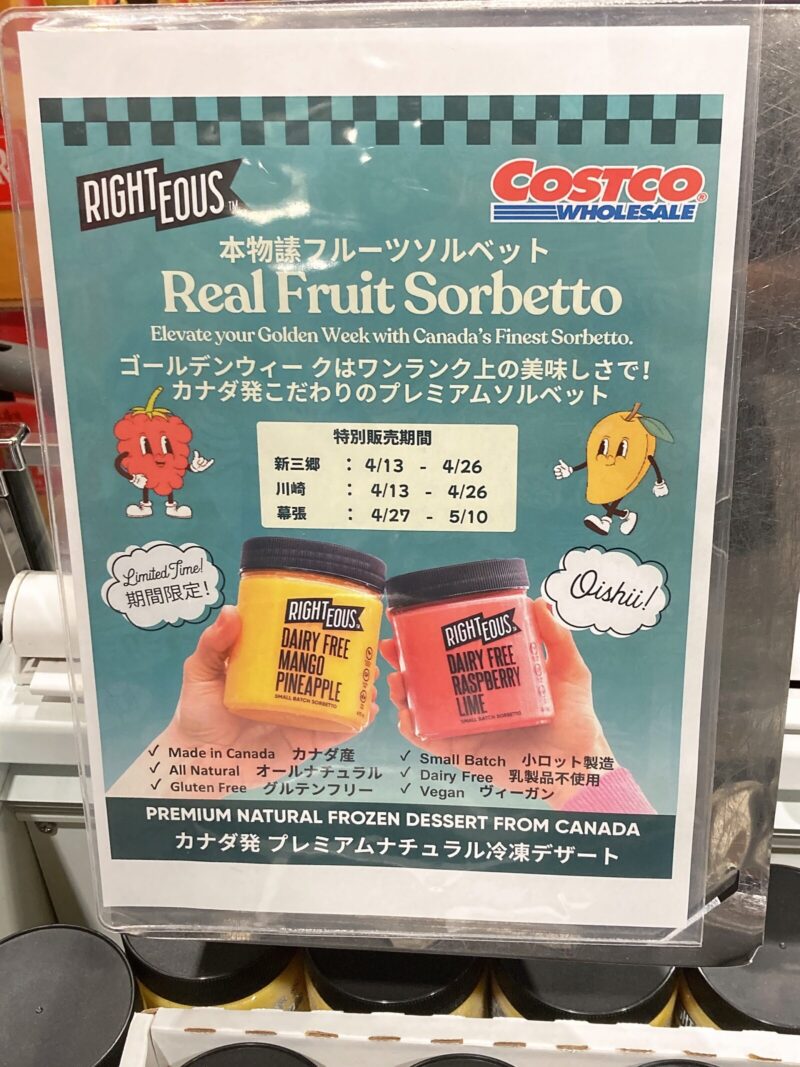 RIGHTEOUS™
COSTCO®
WHOLESALE
本物志フルーツソルベット
Real Fruit Sorbetto
Elevate your Golden Week with Canada's Finest Sorbetto.
ゴールデンウィー クはワンランク上の美味しさで!
カナダ発こだわりのプレミアムソルベット
特別販売期間
新三郷 : 4/13 - 4/26
川崎 : 4/13 - 4/26
幕張 : 4/27 - 5/10
Limited Time!
期間限定!
Oishii!
RIGHTEOUS
DAIRY FREE
MANGO
PINEAPPLE
SMALL BATCH SORBETTO
RIGHTEOUS
DAIRY FREE
RASPBERRY
LIME
SMALL BATCH SORBETTO
✓ Made in Canada カナダ産
✓ All Natural オールナチュラル
✓ Gluten Free グルテンフリー
✓ Small Batch 小ロット製造
✓ Dairy Free 乳製品不使用
✓ Vegan ヴィーガン
PREMIUM NATURAL FROZEN DESSERT FROM CANADA
カナダ発 プレミアムナチュラル冷凍デザート